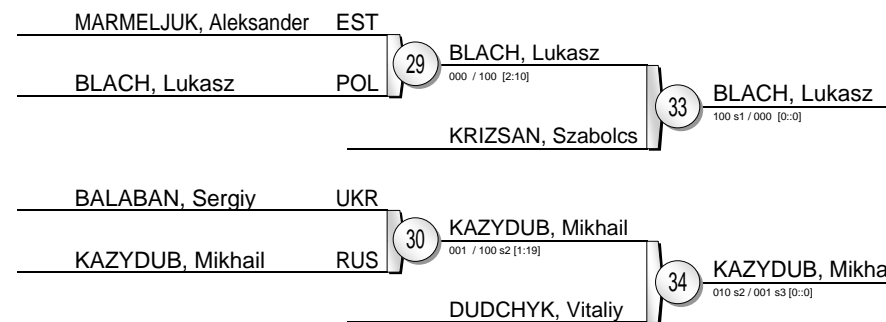 MARMELJUK, Aleksander EST
BLACH, Lukasz POL
29
BLACH, Lukasz
000 / 100 [2:10]
KRIZSAN, Szabolcs
33
BLACH, Lukasz
100 s1 / 000 [0::0]
BALABAN, Sergiy UKR
KAZYDUB, Mikhail RUS
30
KAZYDUB, Mikhail
001 / 100 s2 [1:19]
DUDCHYK, Vitaliy
34
KAZYDUB, Mikha
010 s2 / 001 s3 [0::0]